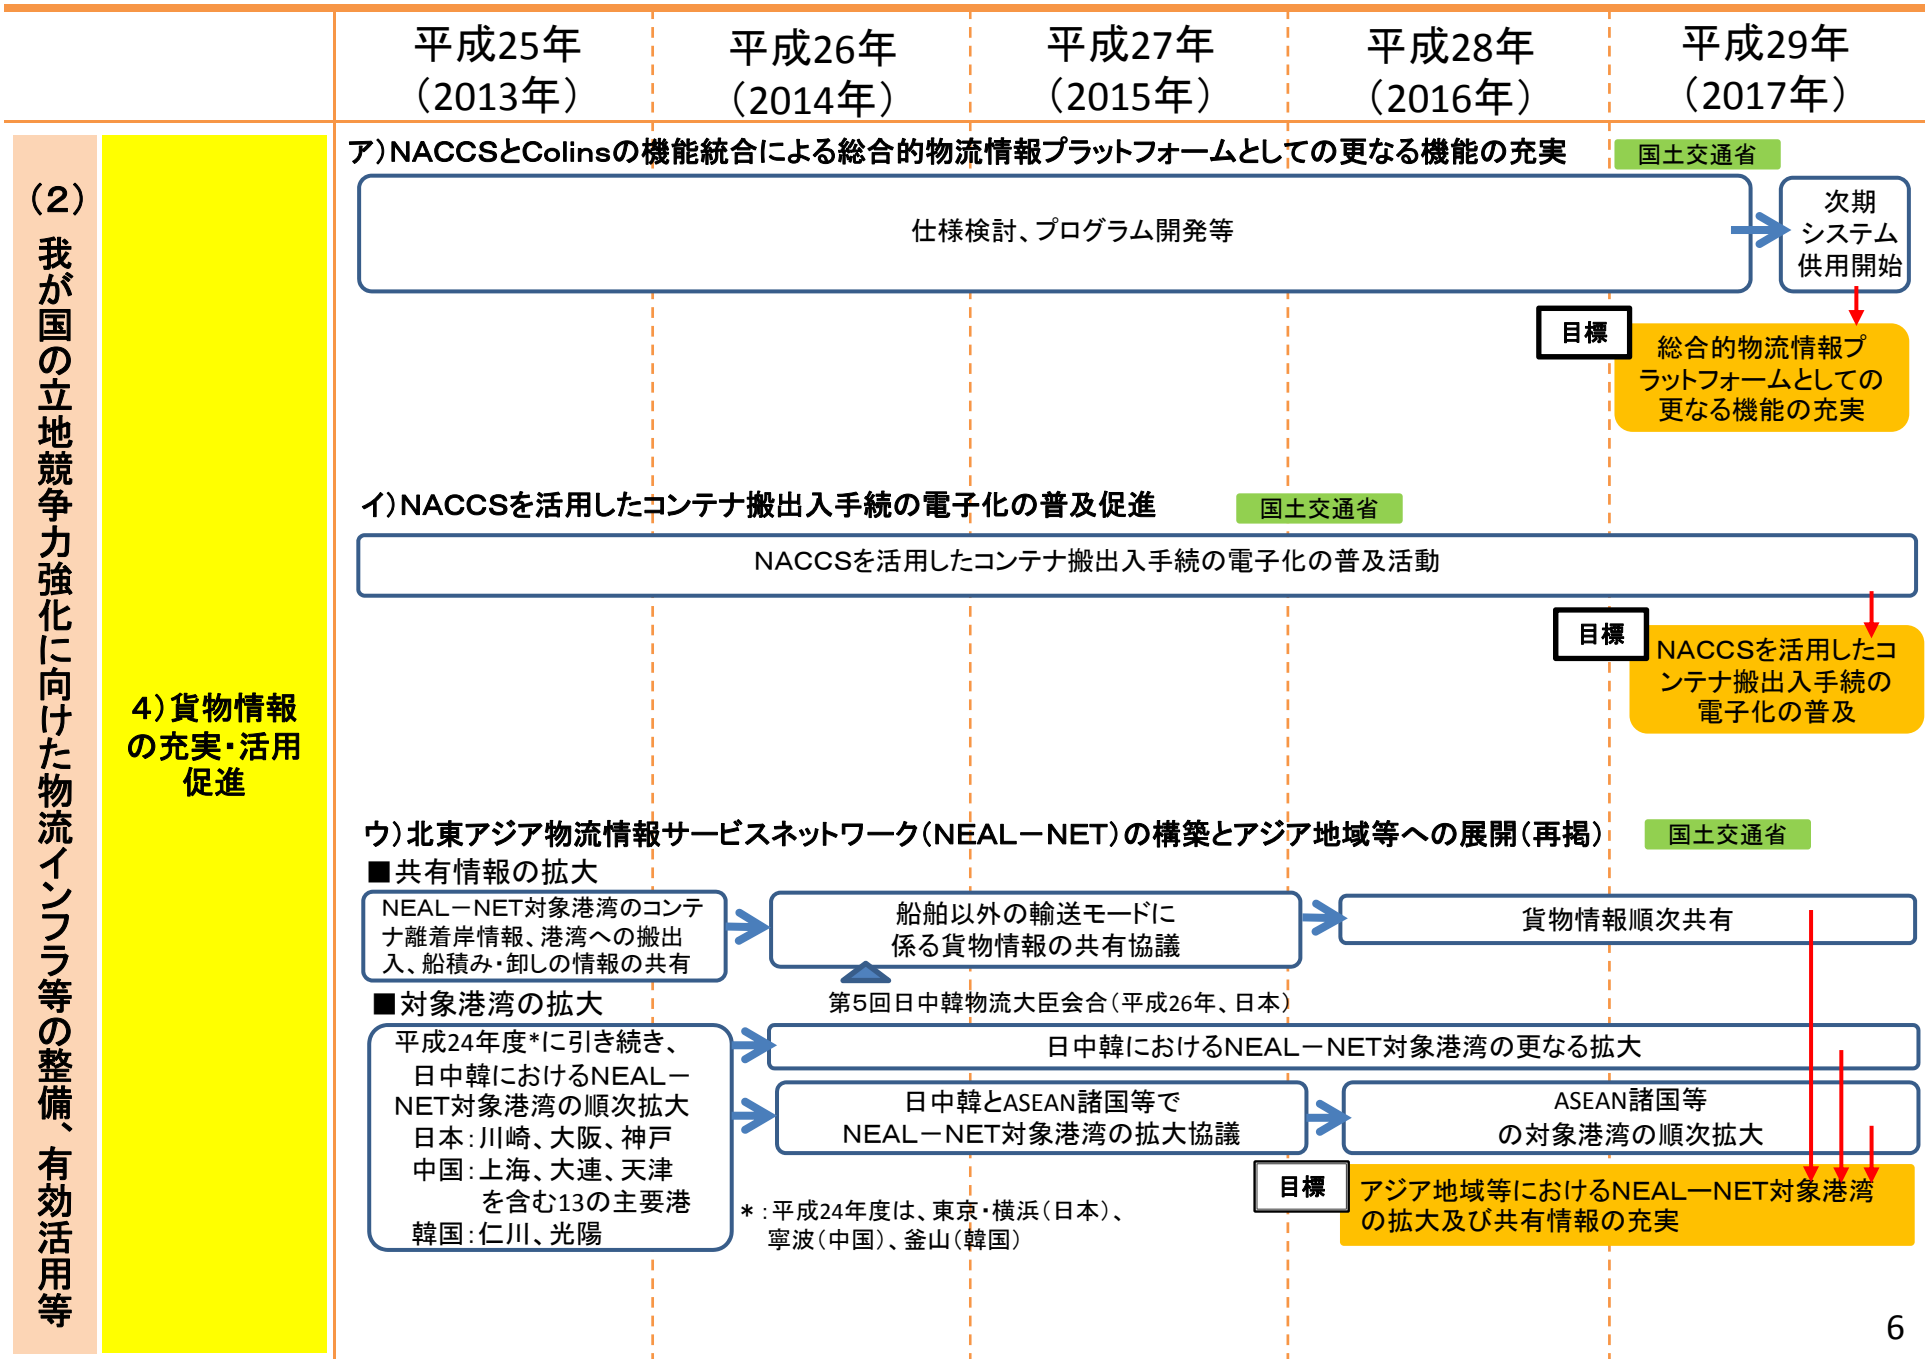 平成25年
（2013年）
平成26年
（2014年）
平成27年
（2015年）
平成28年
（2016年）
平成29年
（2017年）
（２）我が国の立地競争力強化に向けた物流インフラ等の整備、有効活用等
４）貨物情報
の充実・活用
促進
ア）NACCSとColinsの機能統合による総合的物流情報プラットフォームとしての更なる機能の充実
国土交通省
仕様検討、プログラム開発等
次期
システム
供用開始
目標
総合的物流情報プ
ラットフォームとしての
更なる機能の充実
イ）NACCSを活用したコンテナ搬出入手続の電子化の普及促進
国土交通省
NACCSを活用したコンテナ搬出入手続の電子化の普及活動
目標
NACCSを活用したコ
ンテナ搬出入手続の
電子化の普及
ウ）北東アジア物流情報サービスネットワーク（NEAL－NET）の構築とアジア地域等への展開（再掲）
国土交通省
■共有情報の拡大
NEAL－NET対象港湾のコンテ
ナ離着岸情報、港湾への搬出
入、船積み・卸しの情報の共有
船舶以外の輸送モードに
係る貨物情報の共有協議
貨物情報順次共有
第５回日中韓物流大臣会合（平成26年、日本）
■対象港湾の拡大
平成24年度*に引き続き、
日中韓におけるNEAL－
NET対象港湾の順次拡大
日本：川崎、大阪、神戸
中国：上海、大連、天津
を含む13の主要港
韓国：仁川、光陽
日中韓におけるNEAL－NET対象港湾の更なる拡大
日中韓とASEAN諸国等で
NEAL－NET対象港湾の拡大協議
ASEAN諸国等
の対象港湾の順次拡大
目標
アジア地域等におけるNEAL―NET対象港湾
の拡大及び共有情報の充実
*：平成24年度は、東京・横浜（日本）、
寧波（中国）、釜山（韓国）
6